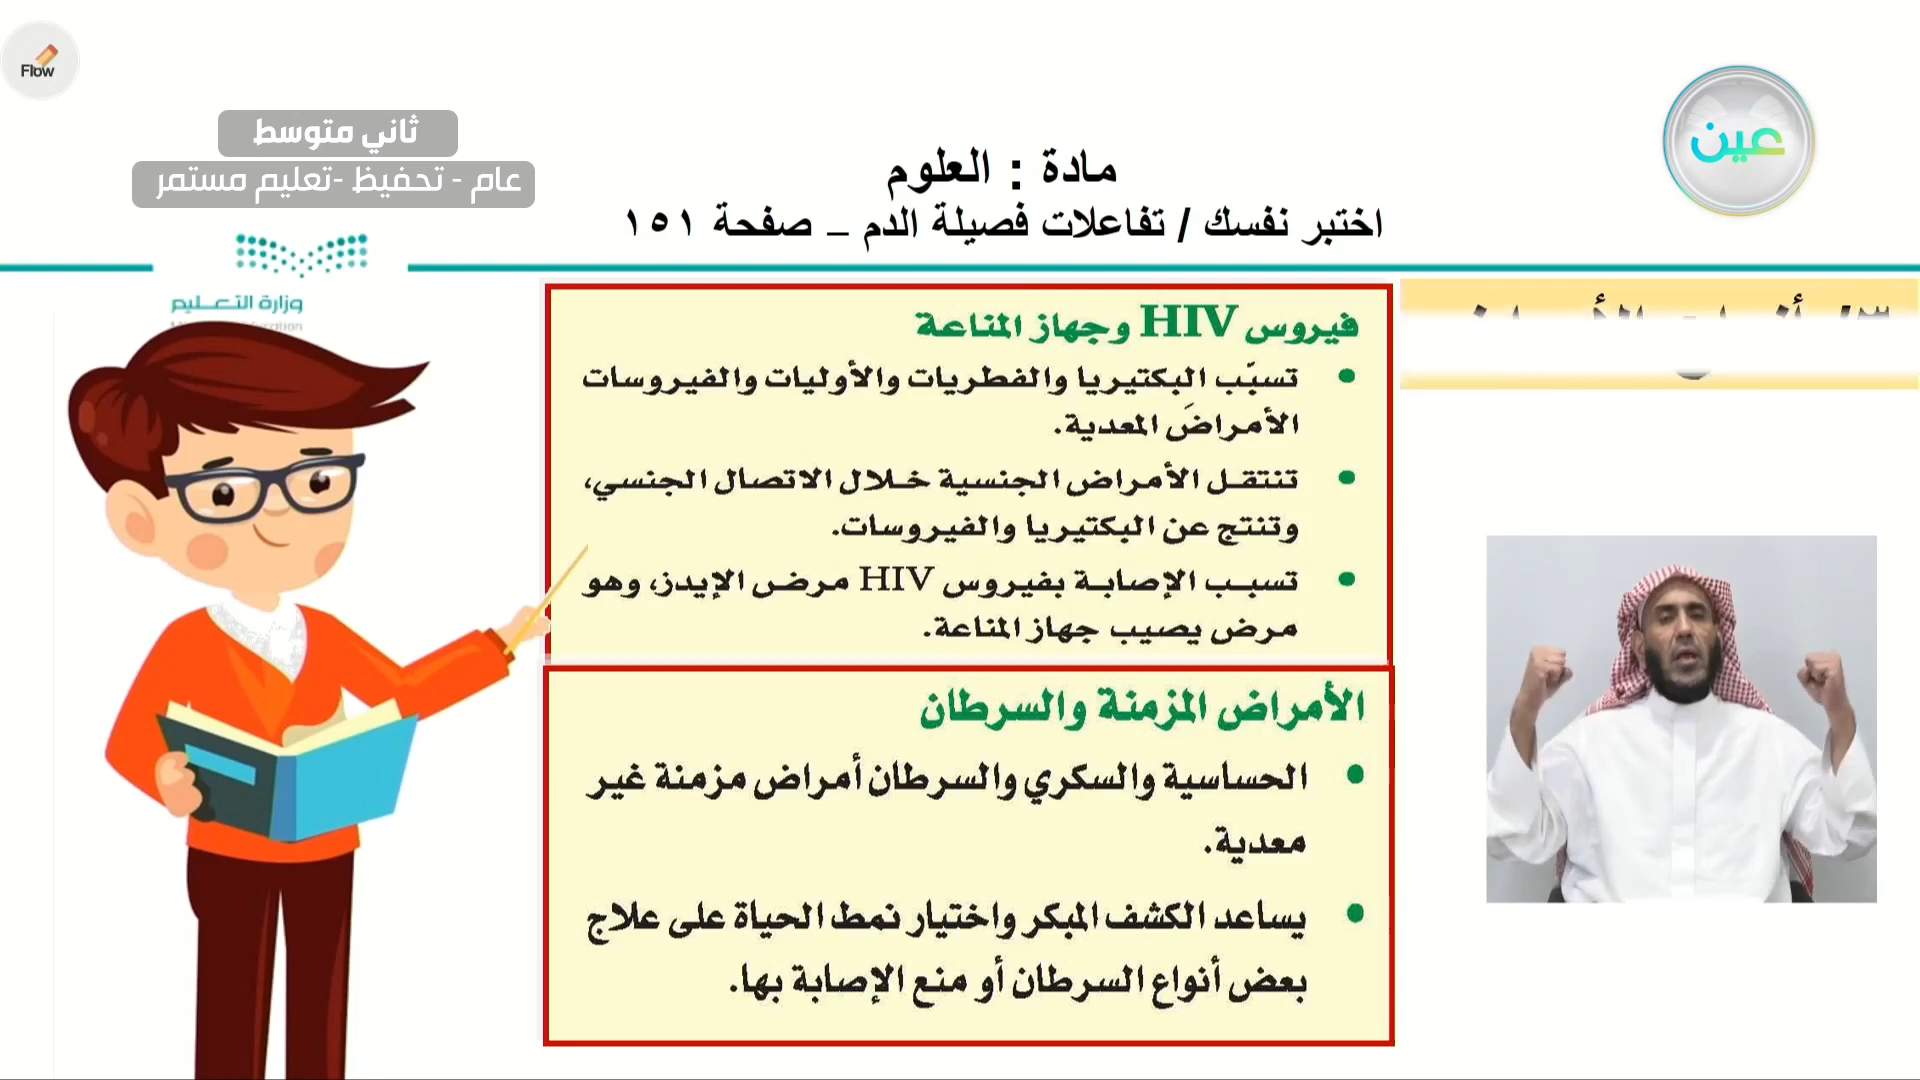 Flow
ثاني متوسط
عام - تحفيظ -تعليم مستمر
عين
مادة : العلوم
اختبر نفسك / تفاعلات فصيلة الدم – صفحة ١٥١
وزارة التعليم
فيروس HIV وجهاز المناعة
• تسبّب البكتيريا والفطريات والأوليات والفيروسات
الأمراضَ المعدية.
• تنتقل الأمراض الجنسية خلال الاتصال الجنسي،
وتنتج عن البكتيريا والفيروسات.
• تسبب الإصابة بفيروس HIV مرض الإيدز، وهو
مرض يصيب جهاز المناعة.
الأمراض المزمنة والسرطان
• الحساسية والسكري والسرطان أمراض مزمنة غير
معدية.
• يساعد الكشف المبكر واختيار نمط الحياة على علاج
بعض أنواع السرطان أو منع الإصابة بها.